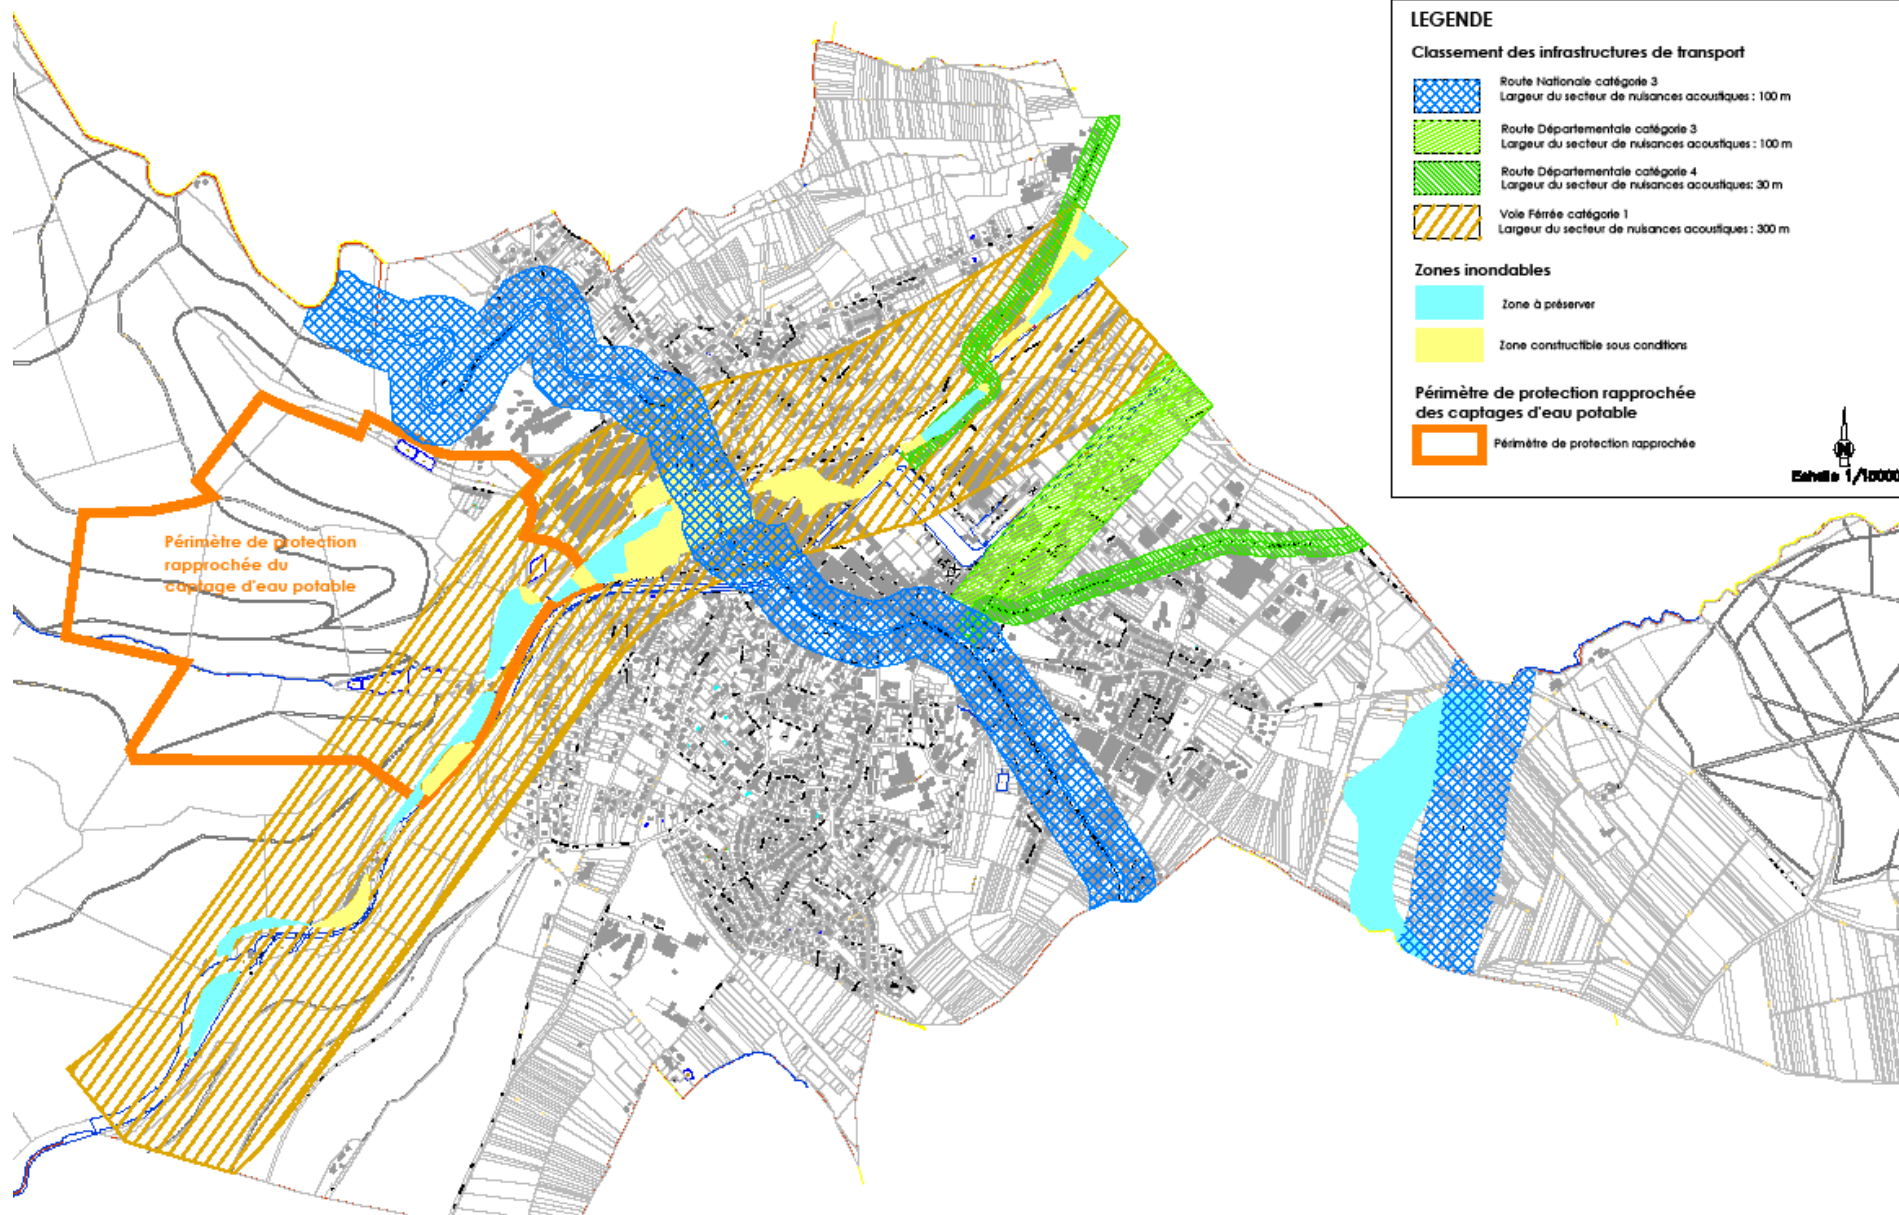 LEGENDE
Classement des infrastructures de transport
Route Nationale catégorie 3
Largeur du secteur de nuisances acoustiques : 100 m
Route Départementale catégorie 3
Largeur du secteur de nuisances acoustiques : 100 m
Route Départementale catégorie 4
Largeur du secteur de nuisances acoustiques: 30 m
Voie Férrée catégorie 1
Largeur du secteur de nuisances acoustiques : 300 m
Zones inondables
Zone à préserver
Zone constructible sous conditions
Périmètre de protection rapprochée
des captages d'eau potable
Périmètre de protection rapprochée
N
Echelle 1/10000
Périmètre de protection
rapprochée du
captage d'eau potable